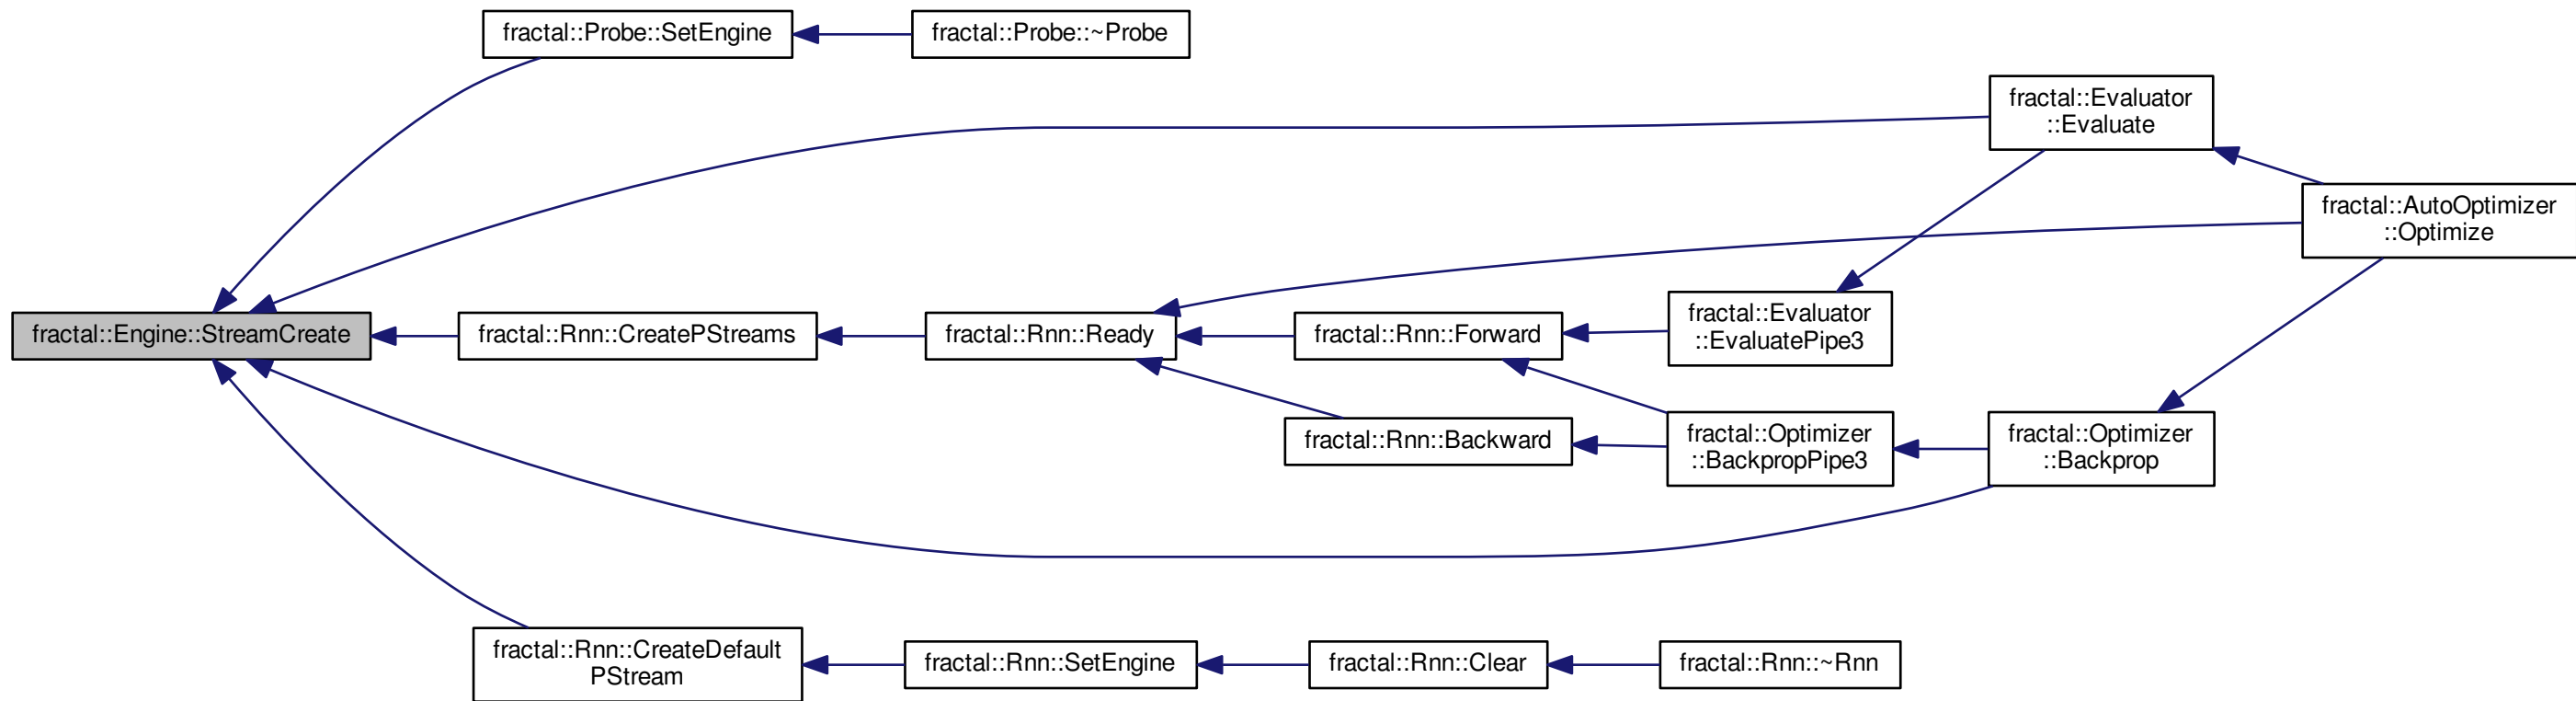 fractal::Probe::SetEngine
fractal::Probe::~Probe
fractal::Evaluator
::Evaluate
fractal::AutoOptimizer
::Optimize
fractal::Engine::StreamCreate
fractal::Rnn::CreatePStreams
fractal::Rnn::Ready
fractal::Rnn::Forward
fractal::Evaluator
::EvaluatePipe3
fractal::Rnn::Backward
fractal::Optimizer
::BackpropPipe3
fractal::Optimizer
::Backprop
fractal::Rnn::CreateDefault
PStream
fractal::Rnn::SetEngine
fractal::Rnn::Clear
fractal::Rnn::~Rnn